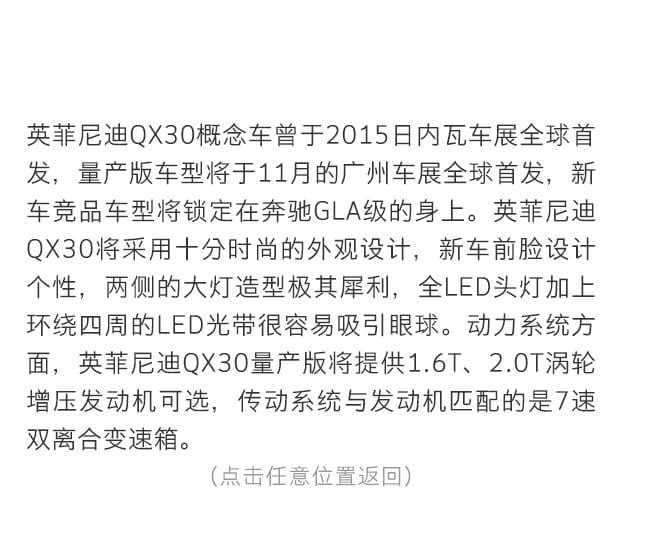 英菲尼迪QX30概念车曾于2015日内瓦车展全球首
发，量产版车型将于11月的广州车展全球首发，新
车竞品车型将锁定在奔驰GLA级的身上。英菲尼迪
QX30将采用十分时尚的外观设计，新车前脸设计
个性，两侧的大灯造型极其犀利，全LED头灯加上
环绕四周的LED光带很容易吸引眼球。动力系统方
面，英菲尼迪QX30量产版将提供1.6T、2.0T涡轮
增压发动机可选，传动系统与发动机匹配的是7速
双离合变速箱。
（点击任意位置返回）